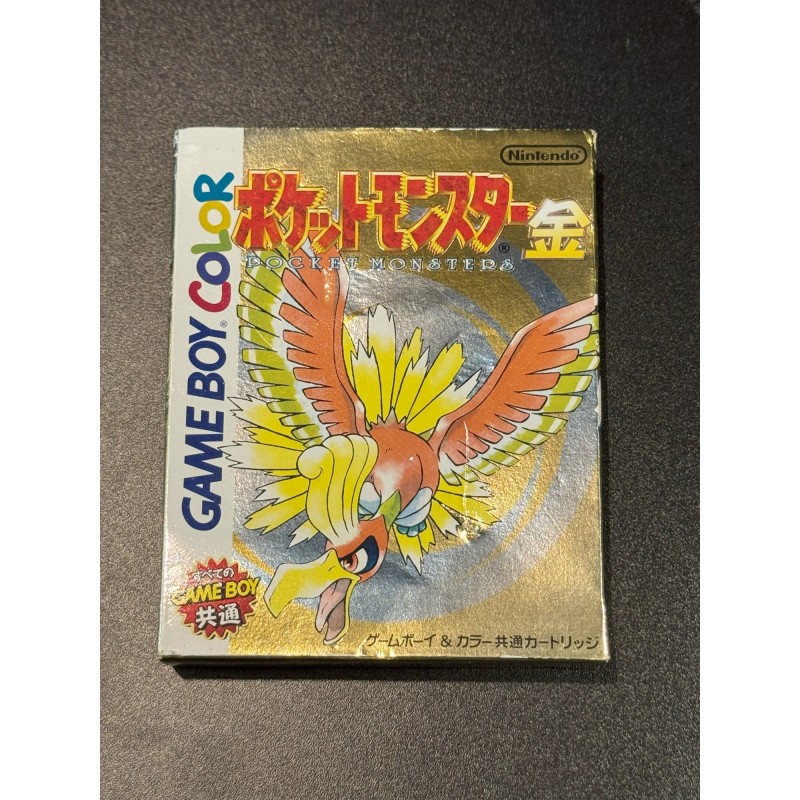 Nintendo
ポケットモンスター金
POCKET MONSTERS
GAME BOY COLOR
すべての
GAME BOY
共通
ゲームボーイ & カラー共通カートリッジ